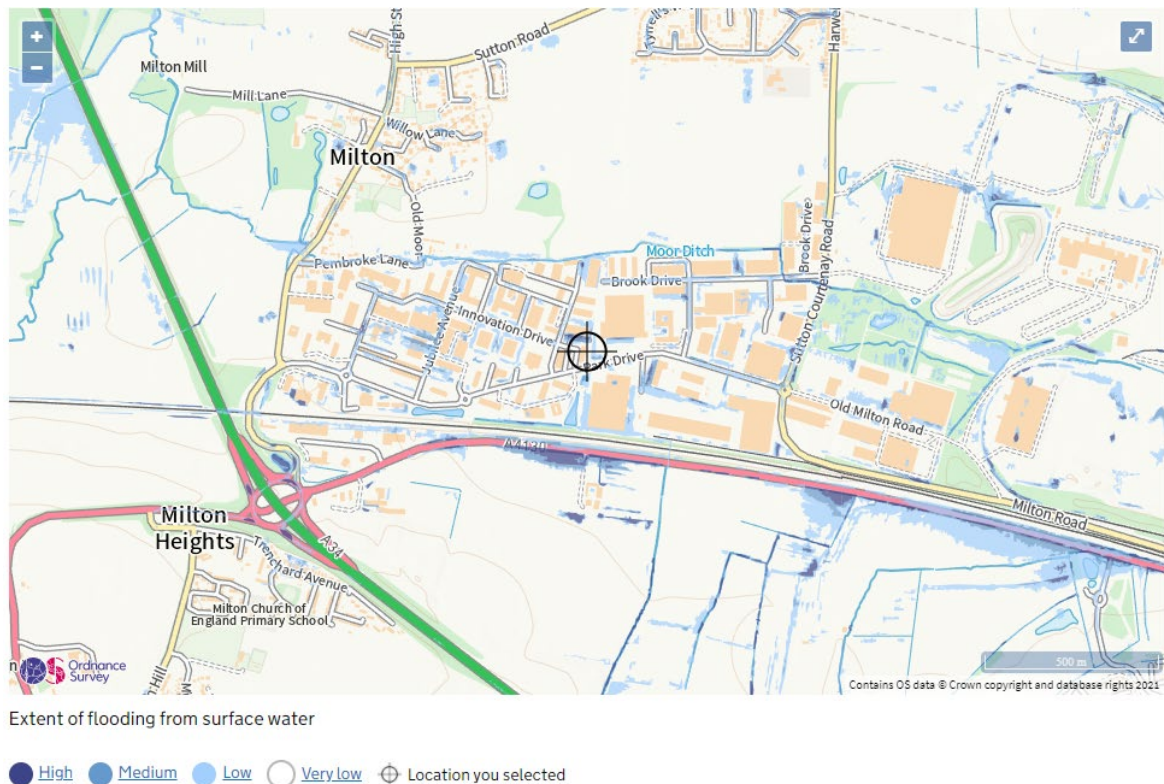 +
−
High St
Sutton Road
Harwell
Milton Mill
Mill Lane
Willow Lane
Milton
Old Moor
Brook Drive
Moor Ditch
Pembroke Lane
Brook Drive
Sutton Courtenay Road
Jubilee Avenue
Innovation Drive
Park Drive
Old Milton Road
A4130
Milton Road
Milton
Heights
A34
Trenchard Avenue
Milton Church of
England Primary School
Hill
Ordnance
Survey
500 m
Contains OS data © Crown copyright and database rights 2021
Extent of flooding from surface water
High Medium Low Very low Location you selected